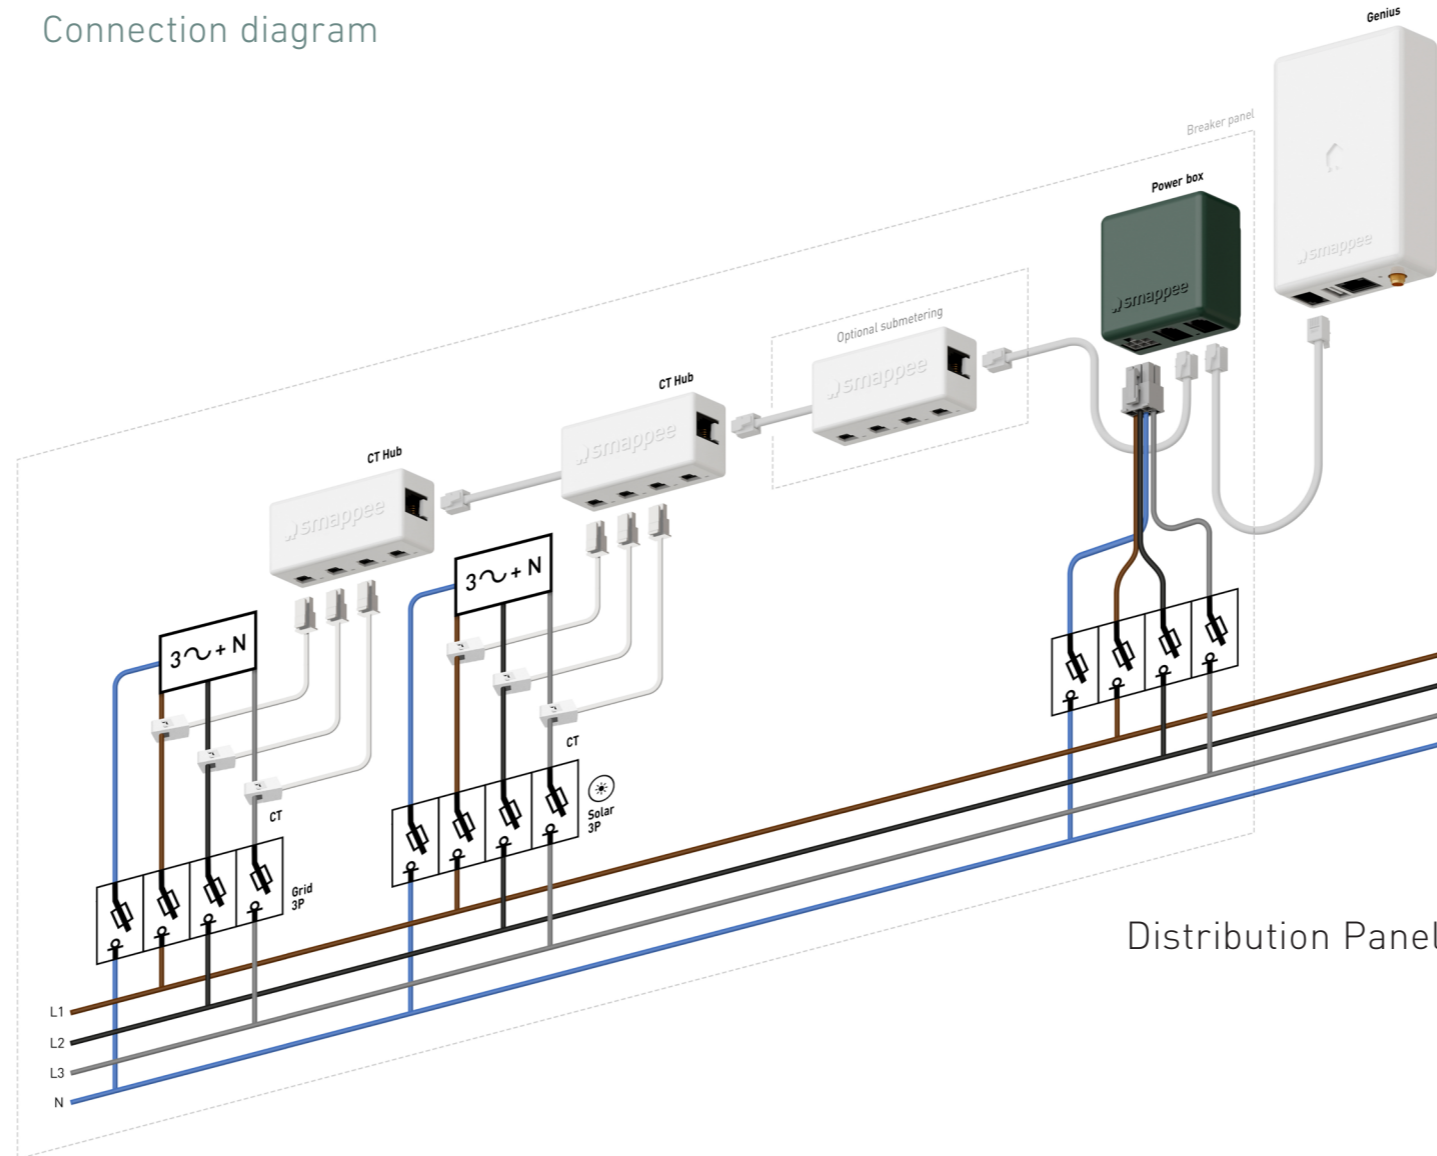 Connection diagram
Genius
Breaker panel
Power box
smappee
smappee
Optional submetering
smappee
CT Hub
smappee
CT Hub
smappee
3 + N
3 + N
CT
Solar
3P
CT
Grid
3P
Distribution Panel
L1
L2
L3
N